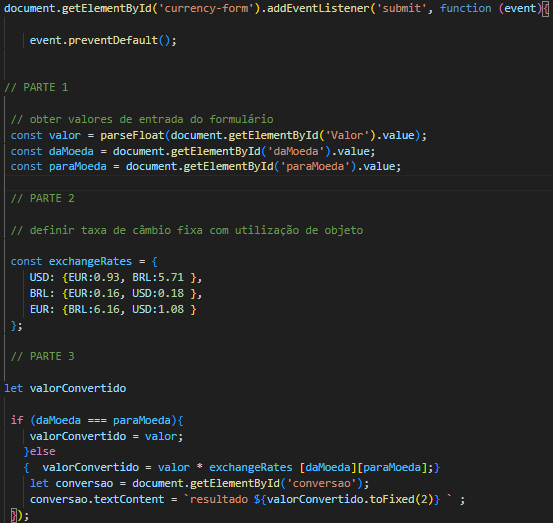 document.getElementById('currency-form').addEventListener('submit', function (event){
event.preventDefault();
// PARTE 1
// obter valores de entrada do formulário
const valor = parseFloat(document.getElementById('Valor').value);
const daMoeda = document.getElementById('daMoeda').value;
const paraMoeda = document.getElementById('paraMoeda').value;
// PARTE 2
// definir taxa de câmbio fixa com utilização de objeto
const exchangeRates = {
USD: {EUR:0.93, BRL:5.71 },
BRL: {EUR:0.16, USD:0.18 },
EUR: {BRL:6.16, USD:1.08 }
};
// PARTE 3
let valorConvertido
if (daMoeda === paraMoeda){
valorConvertido = valor;
}else
{  valorConvertido = valor * exchangeRates [daMoeda][paraMoeda];}
let conversao = document.getElementById('conversao');
conversao.textContent = `resultado ${valorConvertido.toFixed(2)} ` ;
});